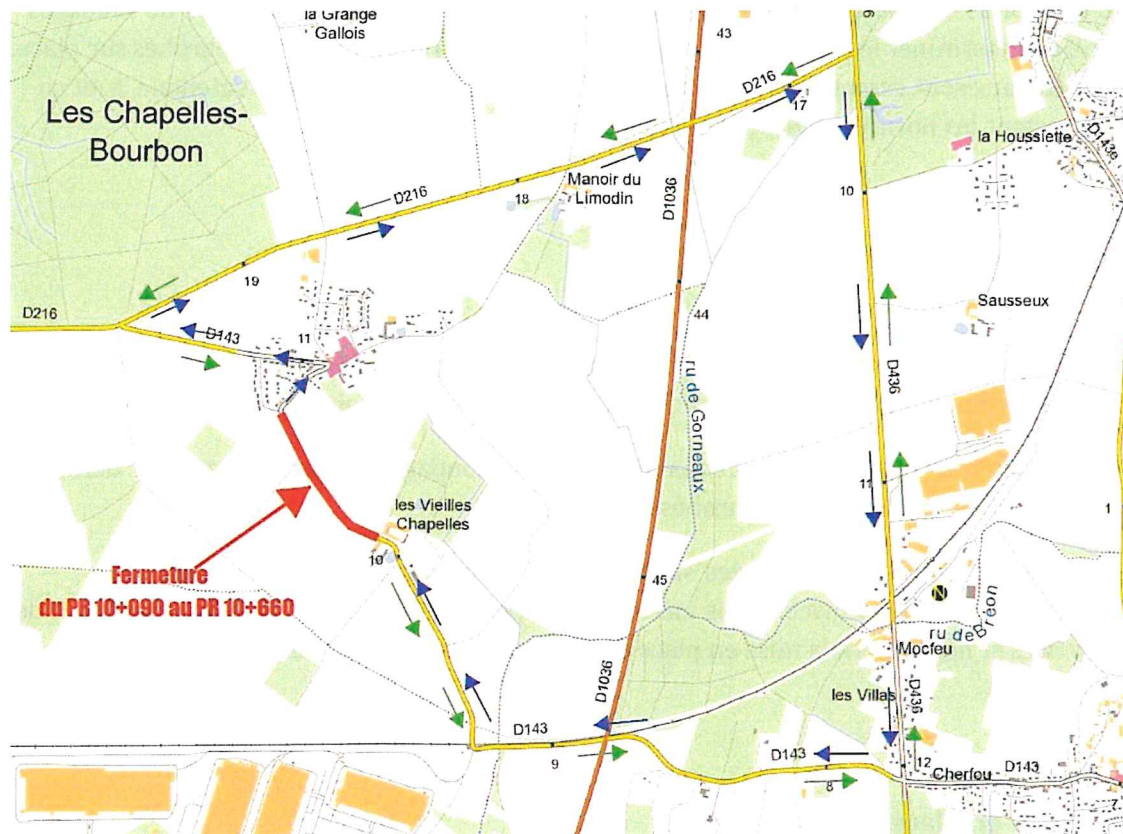 la Grange
Gallois
43
9
D216
17
Les Chapelles-
Bourbon
la Houssiette
D143e
Manoir du
Limodin
18
D216
D1036
10
19
Sausseux
D216
D143
11
44
ru de Gorneaux
D436
les Vieilles
Chapelles
11
1
10
Fermeture
du PR 10+090 au PR 10+660
45
N
ru de Bréon
Mocfeu
les Villas
D436
D1036
D143
9
D143
8
12
Cherfou
D143
7